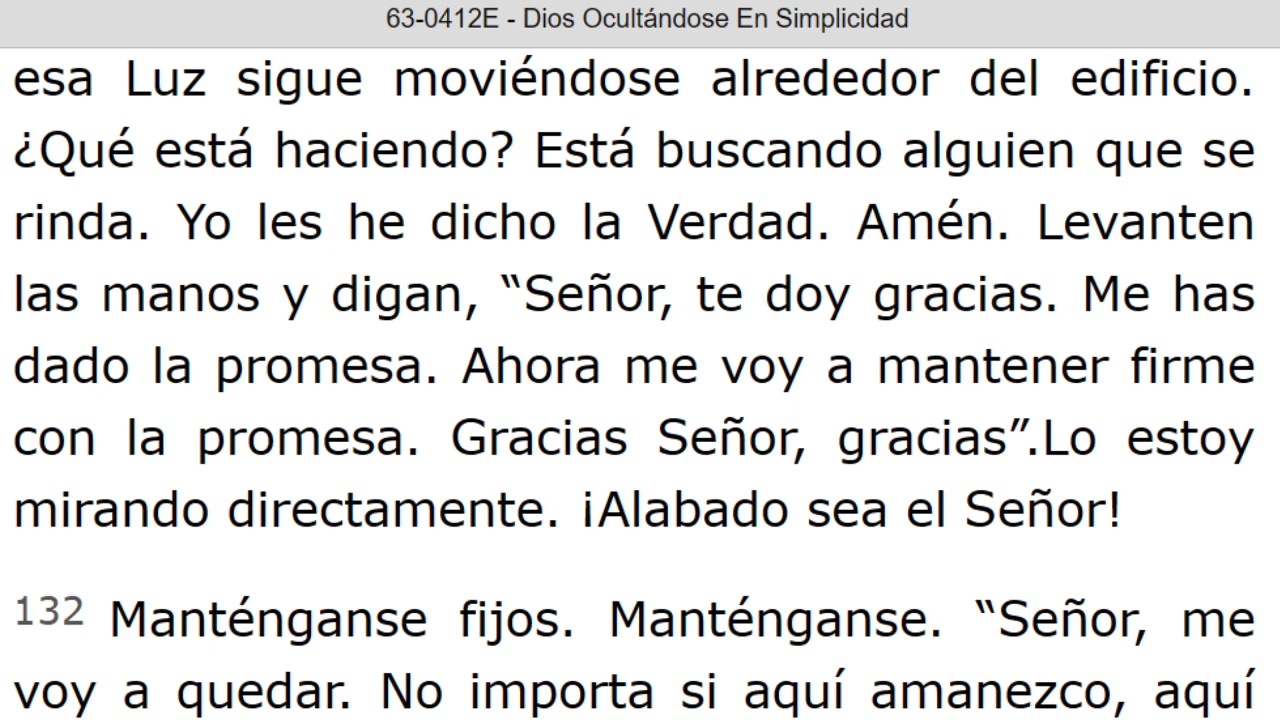 63-0412E - Dios Ocultándose En Simplicidad
esa Luz sigue moviéndose alrededor del edificio.
¿Qué está haciendo? Está buscando alguien que se
rinda. Yo les he dicho la Verdad. Amén. Levanten
las manos y digan, “Señor, te doy gracias. Me has
dado la promesa. Ahora me voy a mantener firme
con la promesa. Gracias Señor, gracias”.Lo estoy
mirando directamente. ¡Alabado sea el Señor!
132 Manténganse fijos. Manténganse. “Señor, me
voy a quedar. No importa si aquí amanezco, aquí